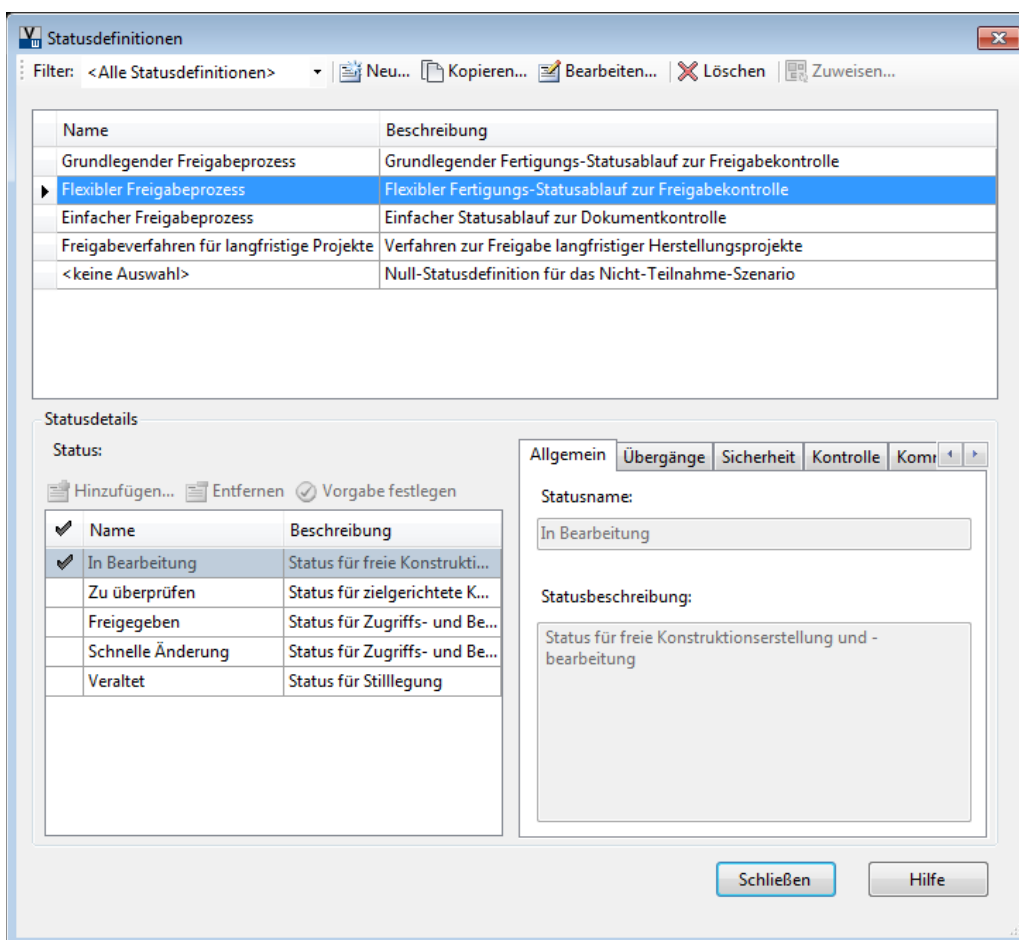 Statusdefinitionen
Filter: <Alle Statusdefinitionen> Neu... Kopieren... Bearbeiten... Löschen Zuweisen...
Name Beschreibung
Grundlegender Freigabeprozess Grundlegender Fertigungs-Statusablauf zur Freigabekontrolle
Flexibler Freigabeprozess Flexibler Fertigungs-Statusablauf zur Freigabekontrolle
Einfacher Freigabeprozess Einfacher Statusablauf zur Dokumentkontrolle
Freigabeverfahren für langfristige Projekte Verfahren zur Freigabe langfristiger Herstellungsprojekte
<keine Auswahl> Null-Statusdefinition für das Nicht-Teilnahme-Szenario
Statusdetails
Status:
Hinzufügen... Entfernen Vorgabe festlegen
Name Beschreibung
In Bearbeitung Status für freie Konstrukti...
Zu überprüfen Status für zielgerichtete K...
Freigegeben Status für Zugriffs- und Be...
Schnelle Änderung Status für Zugriffs- und Be...
Veraltet Status für Stilllegung
Allgemein Übergänge Sicherheit Kontrolle
Statusname:
In Bearbeitung
Statusbeschreibung:
Status für freie Konstruktionserstellung und -
bearbeitung
Schließen Hilfe